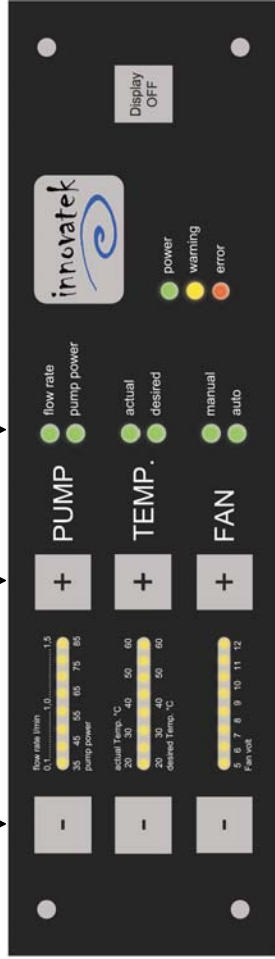 -
flow rate l/min
0,1 1,0 1,5
35 45 55 65 75 85
pump power
+
PUMP
flow rate
pump power
-
actual Temp. °C
20 30 40 50 60
20 30 40 50 60
desired Temp. °C
+
TEMP.
actual
desired
-
5 6 7 8 9 10 11 12
Fan volt
+
FAN
manual
auto
innovatek
power
warning
error
Display
OFF